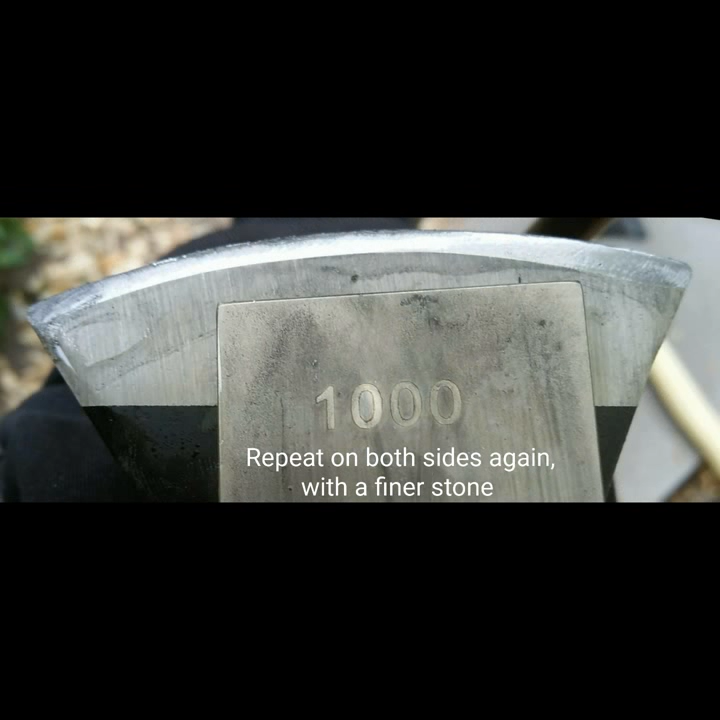 1000
Repeat on both sides again,
with a finer stone